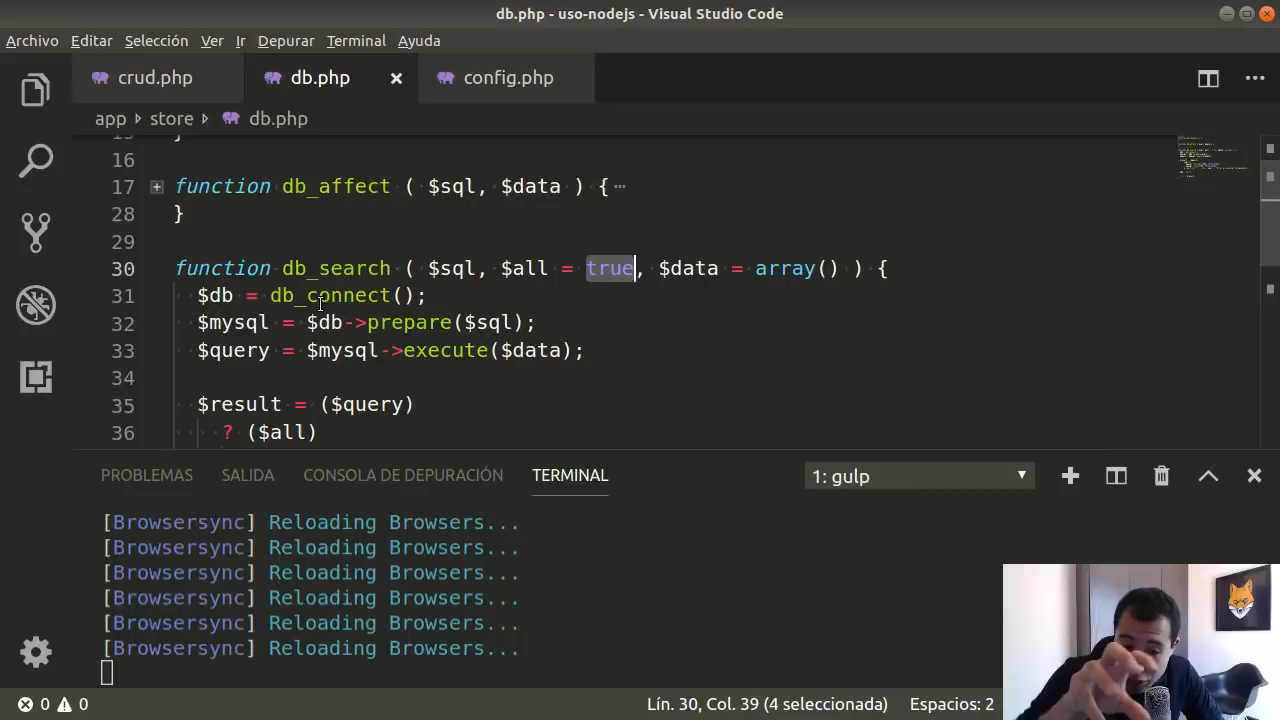 db.php - uso-nodejs - Visual Studio Code
Archivo Editar Selección Ver Ir Depurar Terminal Ayuda
crud.php db.php config.php
app store db.php
15 }
16
17 function db_affect ( $sql, $data ) {
28 }
29
30 function db_search ( $sql, $all = true, $data = array() ) {
31 $db = db_connect();
32 $mysql = $db->prepare($sql);
33 $query = $mysql->execute($data);
34
35 $result = ($query)
36 ? ($all)
PROBLEMAS SALIDA CONSOLA DE DEPURACIÓN TERMINAL 1: gulp
[Browsersync] Reloading Browsers...
[Browsersync] Reloading Browsers...
[Browsersync] Reloading Browsers...
[Browsersync] Reloading Browsers...
[Browsersync] Reloading Browsers...
[Browsersync] Reloading Browsers...
0 0 Lín. 30, Col. 39 (4 seleccionada) Espacios: 2